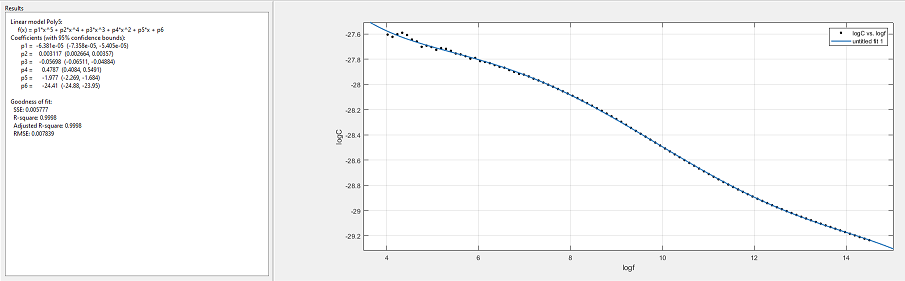 Results
Linear model Poly5:
f(x) = p1*x^5 + p2*x^4 + p3*x^3 + p4*x^2 + p5*x + p6
Coefficients (with 95% confidence bounds):
p1 = -6.381e-05 (-7.358e-05, -5.405e-05)
p2 = 0.003117 (0.002664, 0.00357)
p3 = -0.05698 (-0.06511, -0.04884)
p4 = 0.4787 (0.4084, 0.5491)
p5 = -1.977 (-2.269, -1.684)
p6 = -24.41 (-24.88, -23.95)
Goodness of fit:
SSE: 0.005777
R-square: 0.9998
Adjusted R-square: 0.9998
RMSE: 0.007839
logC vs. logf
untitled fit 1
-27.6
-27.8
-28
-28.2
-28.4
-28.6
-28.8
-29
-29.2
logC
4 6 8 10 12 14
logf